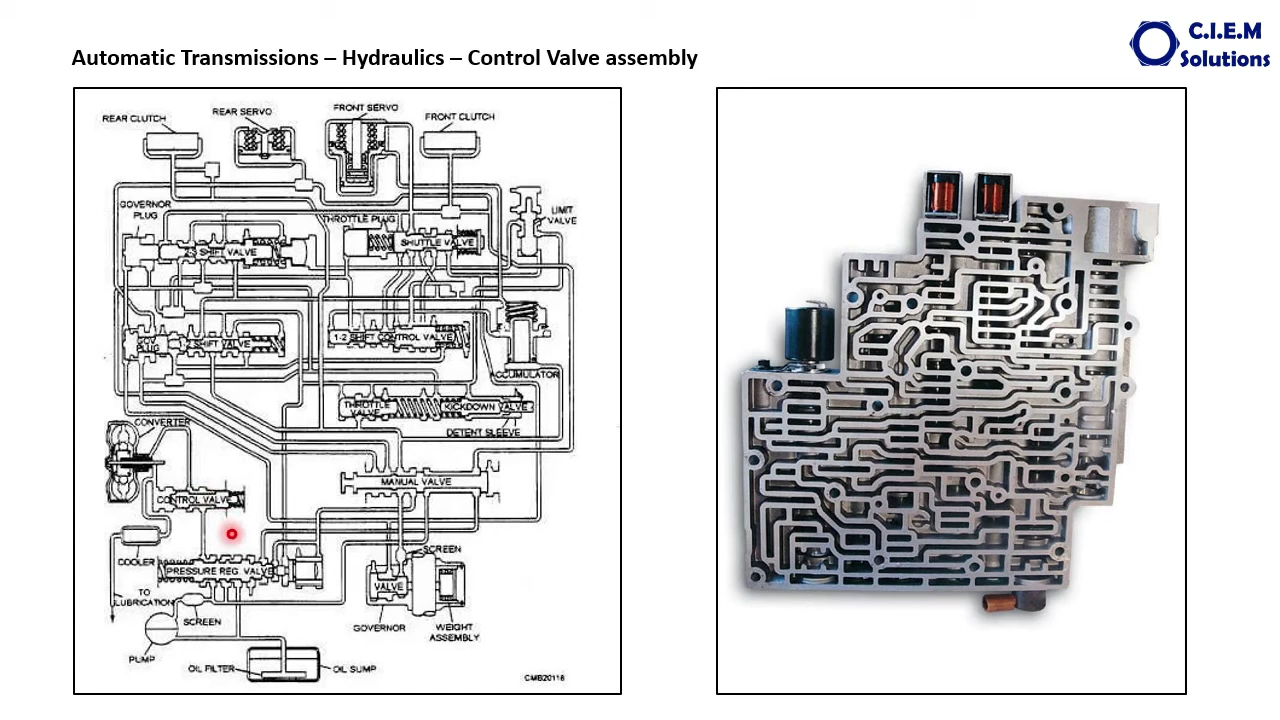 Automatic Transmissions – Hydraulics – Control Valve assembly
C.I.E.M
Solutions
REAR CLUTCH
REAR SERVO
FRONT SERVO
FRONT CLUTCH
GOVERNOR
PLUG
THROTTLE PLUG
LIMIT
VALVE
2-3 SHIFT VALVE
SHUTTLE VALVE
GOV
PLUG
1-2 SHIFT VALVE
1-2 SHIFT CONTROL VALVE
ACCUMULATOR
THROTTLE
VALVE
KICKDOWN VALVE
DETENT SLEEVE
CONVERTER
MANUAL VALVE
CONTROL VALVE
COOLER
PRESSURE REG. VALVE
SCREEN
VALVE
TO
LUBRICATION
SCREEN
GOVERNOR
WEIGHT
ASSEMBLY
PUMP
OIL FILTER
OIL SUMP
CMB20118